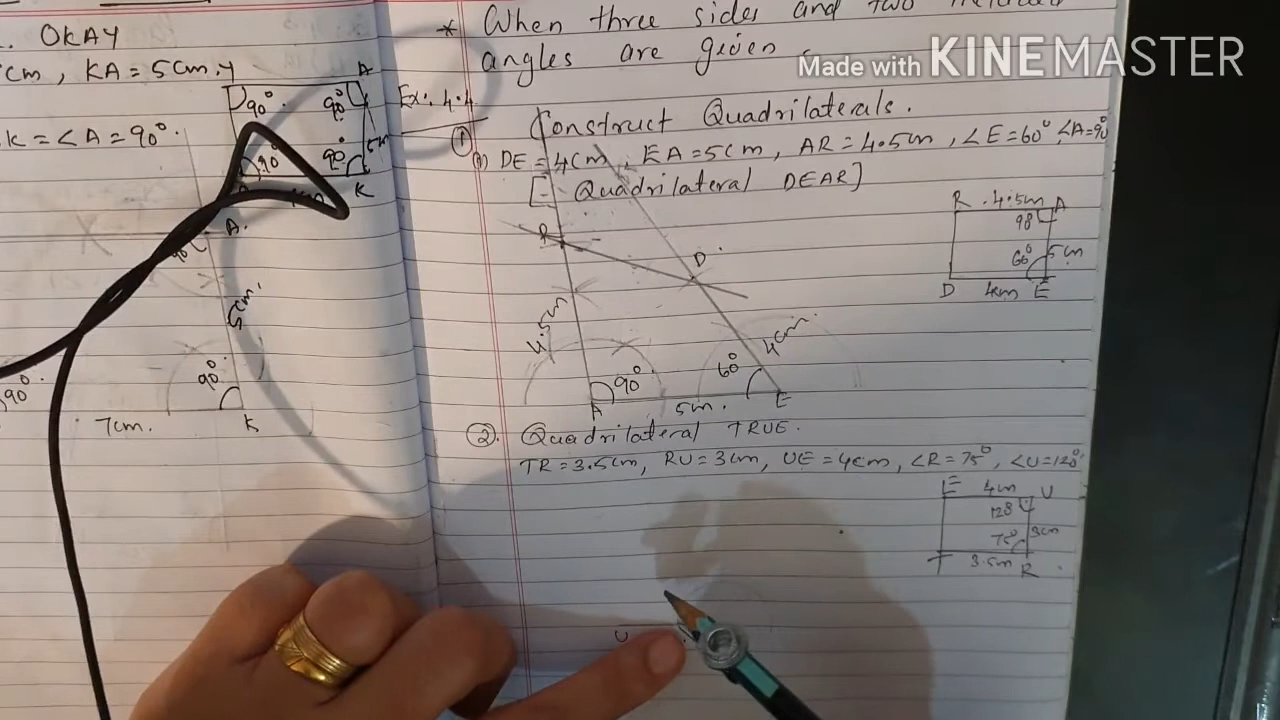 . OKAY
cm, KA = 5cm,
K = ∠A = 90°.
90°
90°
90°
90°
A
K
A.
90°
5cm.
90°
90°
7cm.
K
* When three sides and two included
angles are given.
Made with KINEMASTER
Ex: 4.4
Construct Quadrilaterals.
① DE = 4cm, EA = 5cm, AR = 4.5cm, ∠E = 60°, ∠A = 90°
[ Quadrilateral DEAR]
R 4.5cm A
60° 5cm
D 4cm E
R
D
4.5cm
4cm.
90°
60°
A
5cm.
E
②. Quadrilateral TRUE.
TR = 3.5cm, RU = 3cm, UE = 4cm, ∠R = 75°, ∠U = 120°
E 4cm U
120°
75° 3cm
T 3.5cm R
U